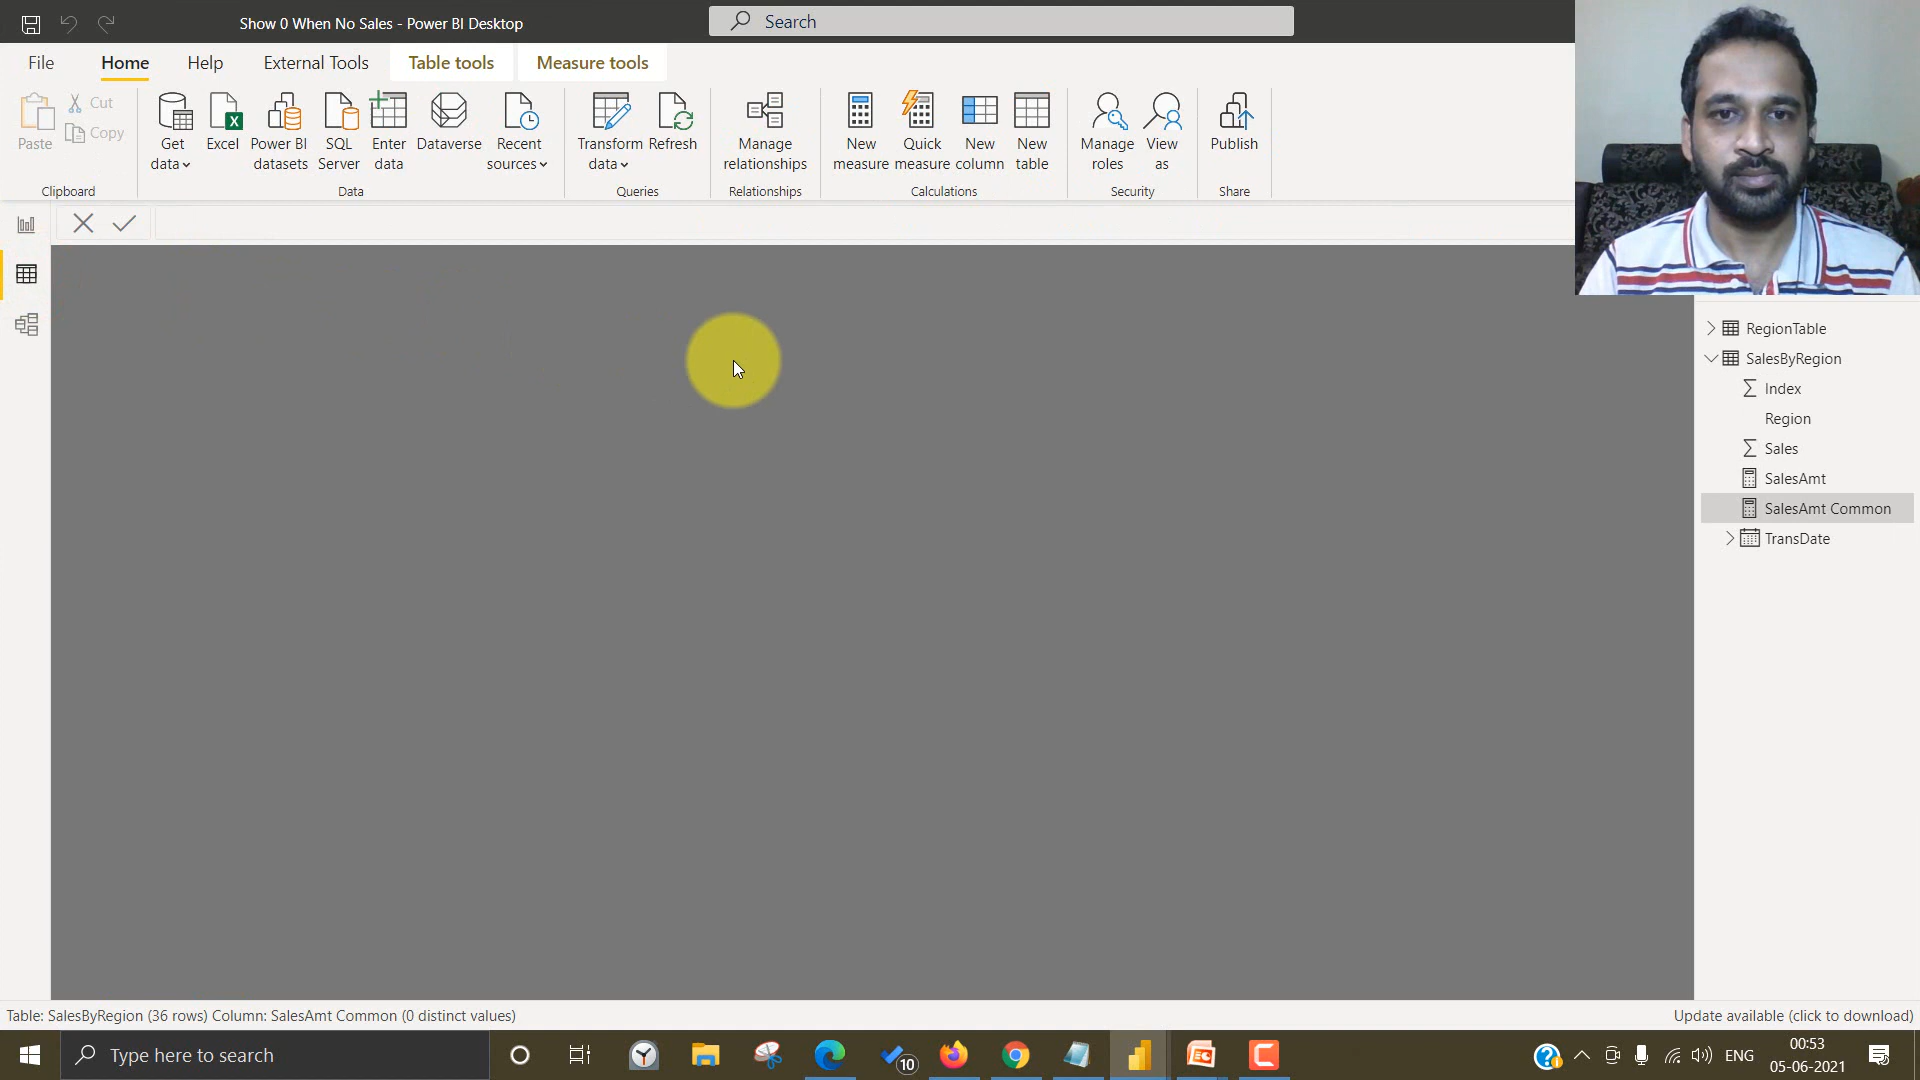 Show 0 When No Sales - Power BI Desktop
Search
File
Home
Help
External Tools
Table tools
Measure tools
Paste
Cut
Copy
Clipboard
Get data
Excel
Power BI datasets
SQL Server
Enter data
Dataverse
Recent sources
Data
Transform data
Refresh
Queries
Manage relationships
Relationships
New measure
Quick measure
New column
New table
Calculations
Manage roles
View as
Security
Publish
Share
RegionTable
SalesByRegion
Index
Region
Sales
SalesAmt
SalesAmt Common
TransDate
Table: SalesByRegion (36 rows) Column: SalesAmt Common (0 distinct values)
Update available (click to download)
Type here to search
10
ENG
00:53
05-06-2021